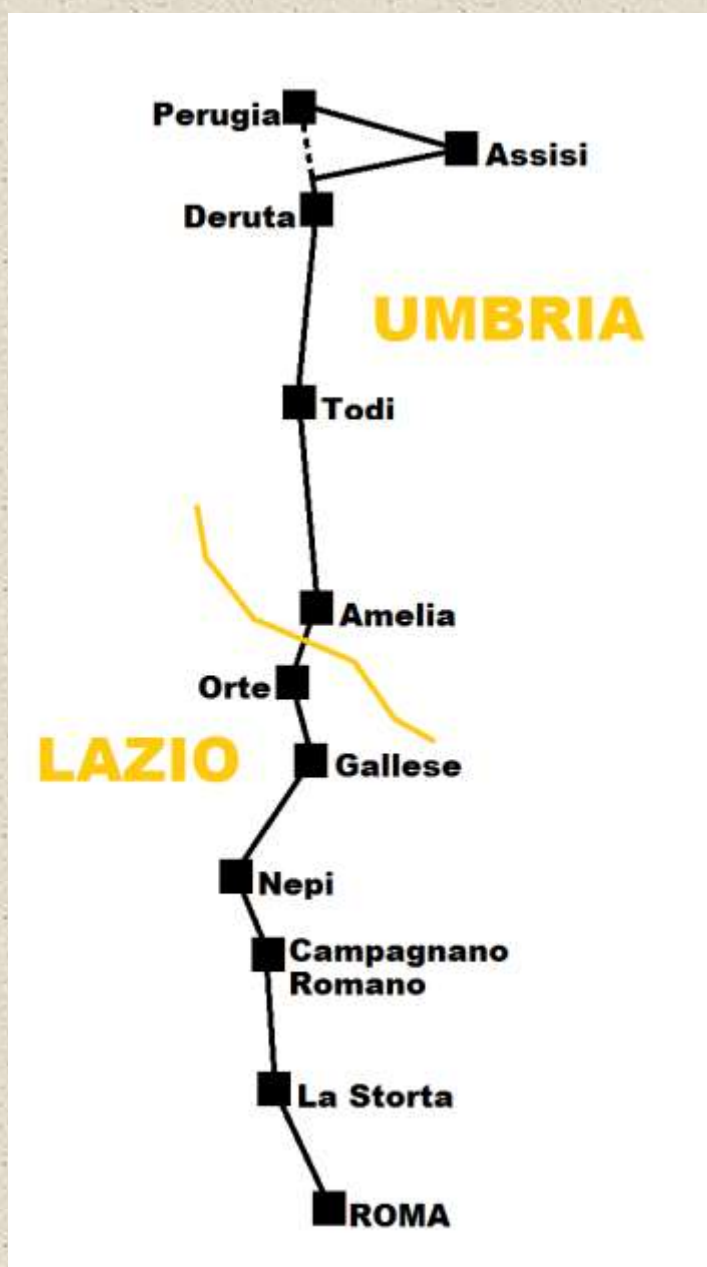 Perugia
Assisi
Deruta
UMBRIA
Todi
Amelia
Orte
LAZIO
Gallese
Nepi
Campagnano
Romano
La Storta
ROMA